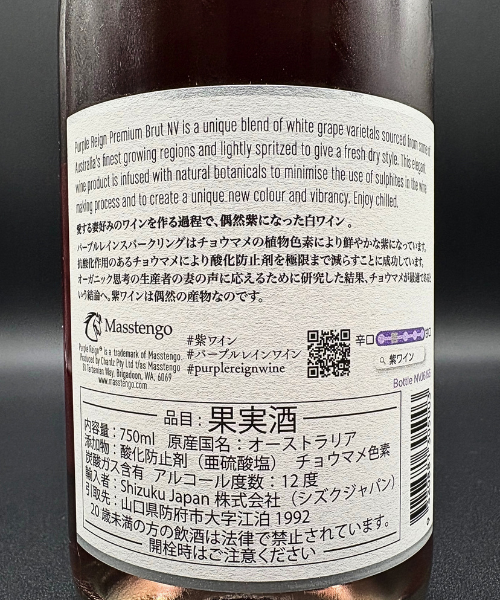 Purple Reign Premium Brut NV is a unique blend of white grape varietals sourced from some of
Australia's finest growing regions and lightly spritzed to give a fresh dry style. This elegant
wine product is infused with natural botanicals to minimise the use of sulphites in the wine
making process and to create a unique new colour and vibrancy. Enjoy chilled.
愛する妻好みのワインを作る過程で、偶然紫になった白ワイン。
パープルレインスパークリングはチョウマメの植物色素により鮮やかな紫になっています。
抗酸化作用のあるチョウマメにより酸化防止剤を極限まで減らすことに成功しています。
オーガニック思考の生産者の妻の声に応えるために研究した結果、チョウマメが最適であると
いう結論へ。紫ワインは偶然の産物なのです。
Masstengo
Purple Reign® is a trademark of Masstengo.
Produced by Chantz Pty Ltd t/as Masstengo
81 Tartanian Way, Brigadoon, WA, 6069
masstengo.com
#紫ワイン
#パープルレインワイン
#purplereignwine
辛口
紫ワイン
品目:果実酒
内容量:750ml 原産国名:オーストラリア
添加物:酸化防止剤(亜硫酸塩) チョウマメ色素
炭酸ガス含有 アルコール度数:12度
輸入者:Shizuku Japan 株式会社(シズクジャパン)
引取先:山口県防府市大字江泊1992
20歳未満の方の飲酒は法律で禁止されています。
開栓時はご注意ください